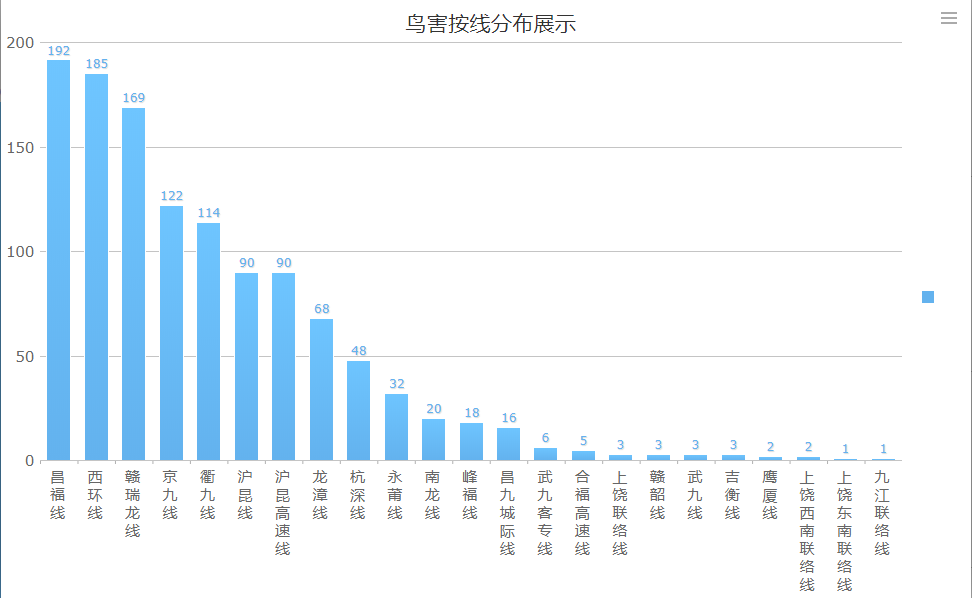 鸟害按线分布展示
200
150
100
50
0
192
185
169
122
114
90
90
68
48
32
20
18
16
6
5
3
3
3
3
2
2
1
1
昌福线
西环线
赣瑞龙线
京九线
衢九线
沪昆线
沪昆高速线
龙漳线
杭深线
永莆线
南龙线
峰福线
昌九城际线
武九客专线
合福高速线
上饶联络线
赣韶线
武九线
吉衡线
鹰厦线
上饶西南联络线
上饶东南联络线
九江联络线